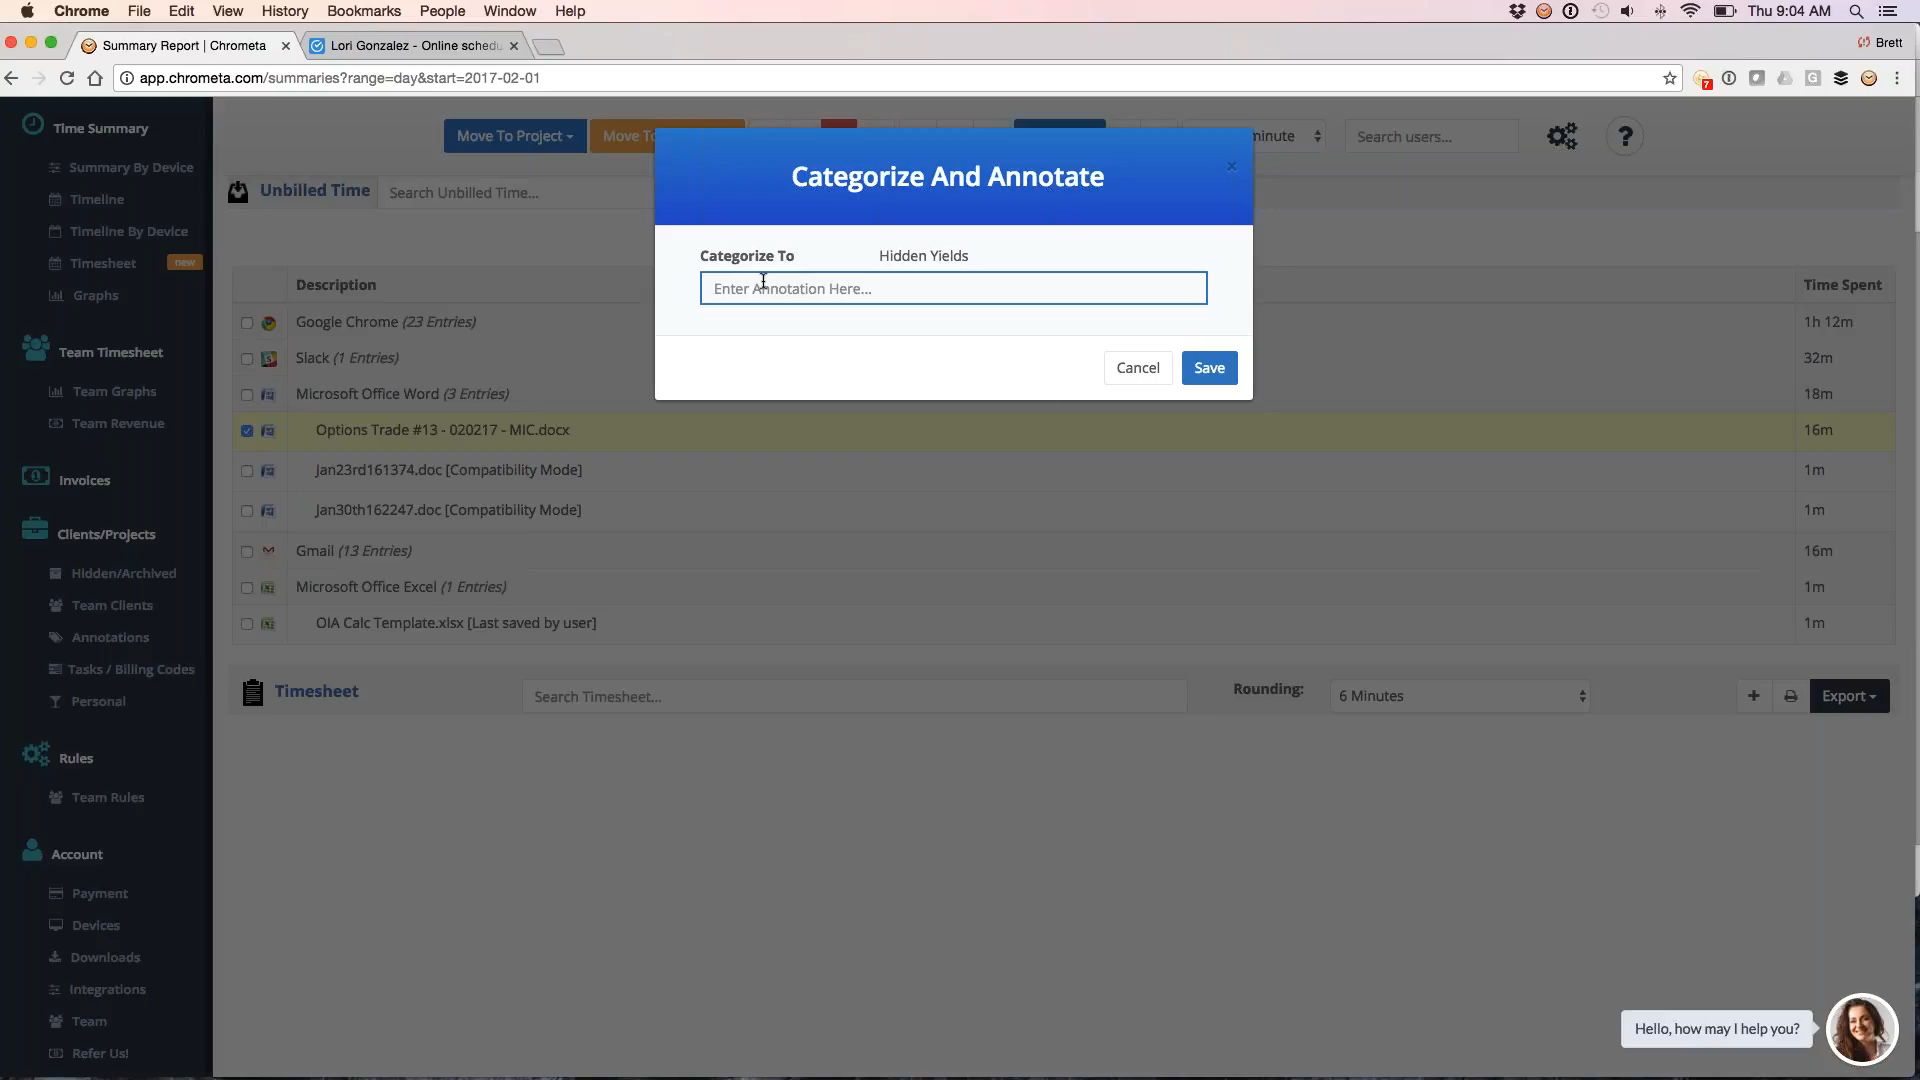 Chrome File Edit View History Bookmarks People Window Help Thu 9:04 AM
Summary Report | Chrometa Lori Gonzalez - Online schedu Brett
app.chrometa.com/summaries?range=day&start=2017-02-01 7
Time Summary
Summary By Device
Timeline
Timeline By Device
Timesheet new
Graphs
Team Timesheet
Team Graphs
Team Revenue
Invoices
Clients/Projects
Hidden/Archived
Team Clients
Annotations
Tasks / Billing Codes
Personal
Rules
Team Rules
Account
Payment
Devices
Downloads
Integrations
Team
Refer Us!
Move To Project Move To minute Search users... ?
Unbilled Time Search Unbilled Time...
Categorize And Annotate ×
Categorize To Hidden Yields
Enter Annotation Here...
Cancel Save
Description Time Spent
Google Chrome (23 Entries) 1h 12m
Slack (1 Entries) 32m
Microsoft Office Word (3 Entries) 18m
Options Trade #13 - 020217 - MIC.docx 16m
Jan23rd161374.doc [Compatibility Mode] 1m
Jan30th162247.doc [Compatibility Mode] 1m
Gmail (13 Entries) 16m
Microsoft Office Excel (1 Entries) 1m
OIA Calc Template.xlsx [Last saved by user] 1m
Timesheet Search Timesheet... Rounding: 6 Minutes + Export
Hello, how may I help you?